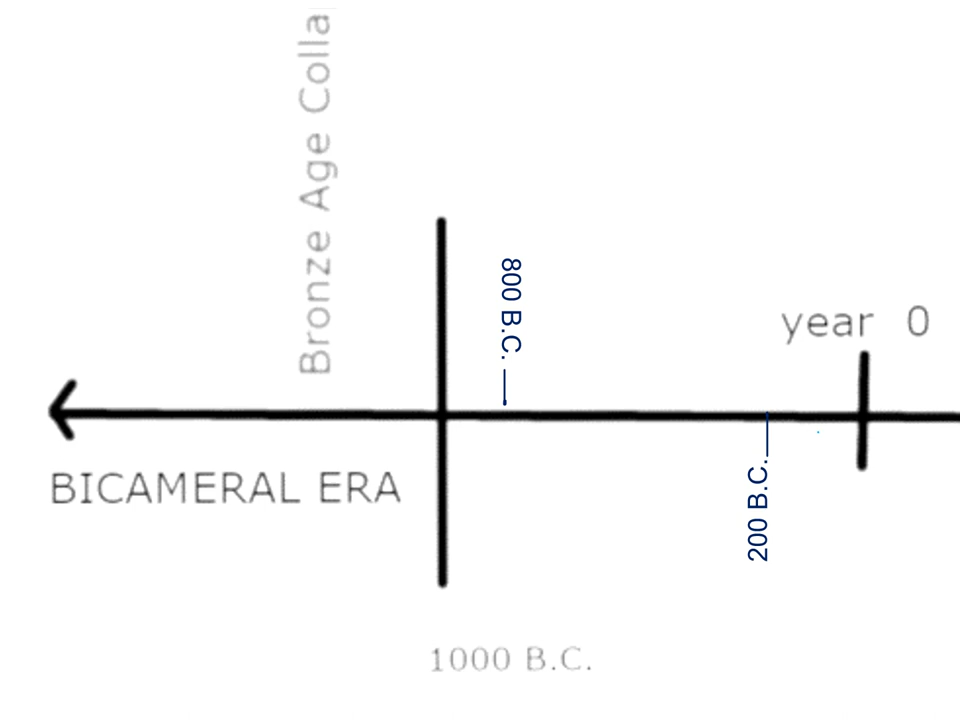 Bronze Age Colla
800 B.C.
year 0
BICAMERAL ERA
200 B.C.
1000 B.C.